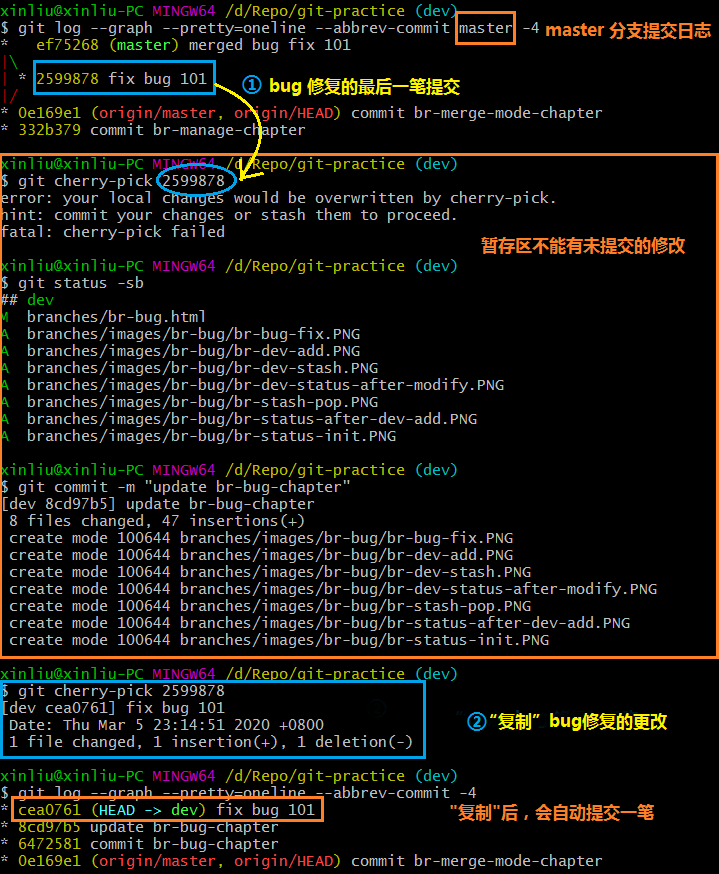 xinliu@xinliu-PC MINGW64 /d/Repo/git-practice (dev)
$ git log --graph --pretty=oneline --abbrev-commit master -4 master 分支提交日志
*   ef75268 (master) merged bug fix 101
|\
| * 2599878 fix bug 101 ① bug 修复的最后一笔提交
|/
* 0e169e1 (origin/master, origin/HEAD) commit br-merge-mode-chapter
* 332b379 commit br-manage-chapter
xinliu@xinliu-PC MINGW64 /d/Repo/git-practice (dev)
$ git cherry-pick 2599878
error: your local changes would be overwritten by cherry-pick.
hint: commit your changes or stash them to proceed.
fatal: cherry-pick failed
暂存区不能有未提交的修改
xinliu@xinliu-PC MINGW64 /d/Repo/git-practice (dev)
$ git status -sb
## dev
M  branches/br-bug.html
A  branches/images/br-bug/br-bug-fix.PNG
A  branches/images/br-bug/br-dev-add.PNG
A  branches/images/br-bug/br-dev-stash.PNG
A  branches/images/br-bug/br-dev-status-after-modify.PNG
A  branches/images/br-bug/br-stash-pop.PNG
A  branches/images/br-bug/br-status-after-dev-add.PNG
A  branches/images/br-bug/br-status-init.PNG
xinliu@xinliu-PC MINGW64 /d/Repo/git-practice (dev)
$ git commit -m "update br-bug-chapter"
[dev 8cd97b5] update br-bug-chapter
 8 files changed, 47 insertions(+)
 create mode 100644 branches/images/br-bug/br-bug-fix.PNG
 create mode 100644 branches/images/br-bug/br-dev-add.PNG
 create mode 100644 branches/images/br-bug/br-dev-stash.PNG
 create mode 100644 branches/images/br-bug/br-dev-status-after-modify.PNG
 create mode 100644 branches/images/br-bug/br-stash-pop.PNG
 create mode 100644 branches/images/br-bug/br-status-after-dev-add.PNG
 create mode 100644 branches/images/br-bug/br-status-init.PNG
xinliu@xinliu-PC MINGW64 /d/Repo/git-practice (dev)
$ git cherry-pick 2599878
[dev cea0761] fix bug 101
 Date: Thu Mar 5 23:14:51 2020 +0800
 1 file changed, 1 insertion(+), 1 deletion(-)
②“复制”bug修复的更改
xinliu@xinliu-PC MINGW64 /d/Repo/git-practice (dev)
$ git log --graph --pretty=oneline --abbrev-commit -4
* cea0761 (HEAD -> dev) fix bug 101 "复制"后，会自动提交一笔
* 8cd97b5 update br-bug-chapter
* 6472581 commit br-bug-chapter
* 0e169e1 (origin/master, origin/HEAD) commit br-merge-mode-chapter